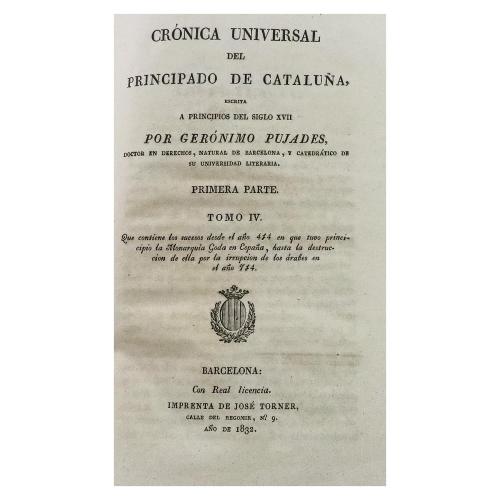 CRÓNICA UNIVERSAL
DEL
PRINCIPADO DE CATALUÑA,
ESCRITA
A PRINCIPIOS DEL SIGLO XVII
POR GERÓNIMO PUJADES,
DOCTOR EN DERECHOS, NATURAL DE BARCELONA, Y CATEDRÁTICO DE
SU UNIVERSIDAD LITERARIA.
PRIMERA PARTE.
TOMO IV.
Que contiene los sucesos desde el año 414 en que tuvo princi-
cipio la Monarquía Goda en España, hasta la destruc-
cion de ella por la irrupcion de los árabes en
el año 714.
BARCELONA:
Con Real licencia.
IMPRENTA DE JOSÉ TORNER,
CALLE DEL REGOMIR, Nº 9.
AÑO DE 1832.